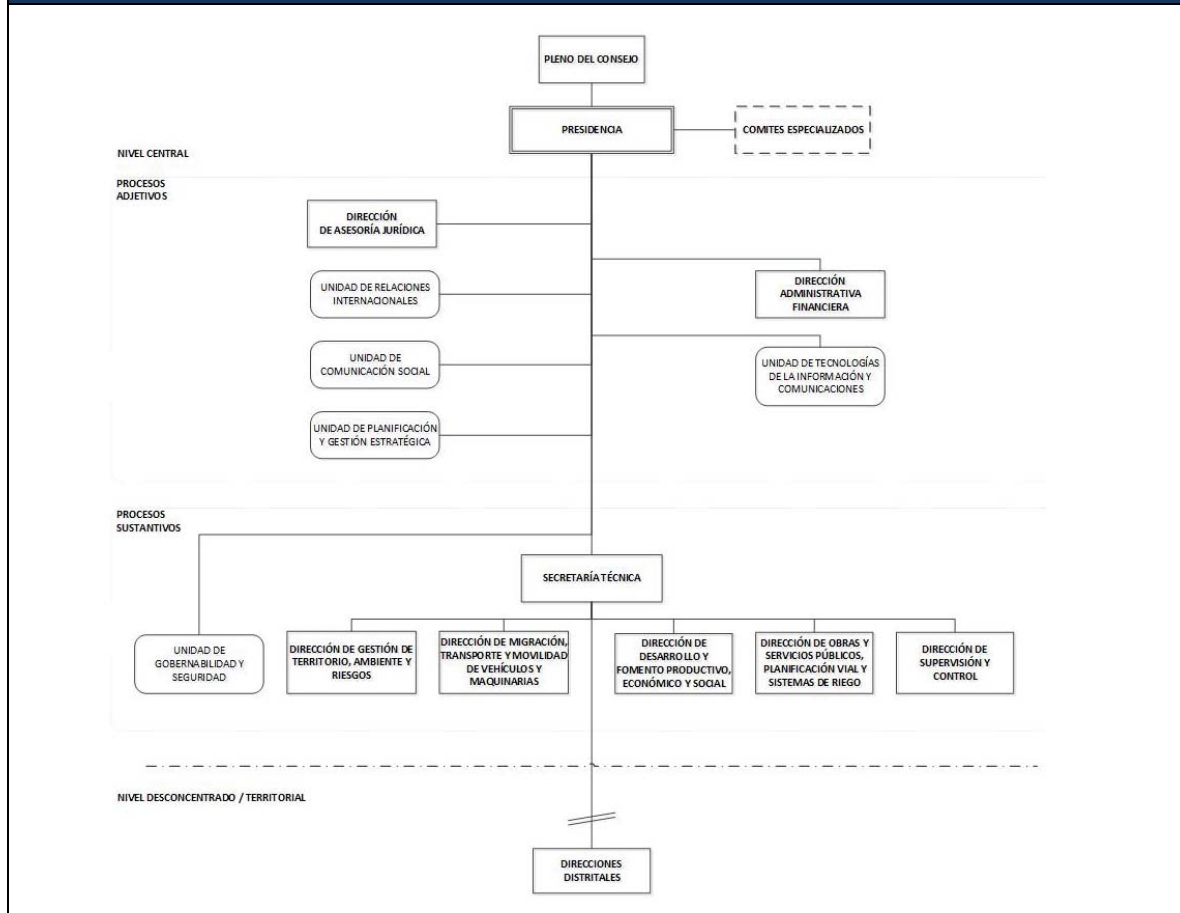 PLENO DEL CONSEJO
PRESIDENCIA
COMITES ESPECIALIZADOS
NIVEL CENTRAL
PROCESOS
ADJETIVOS
DIRECCIÓN
DE ASESORÍA JURÍDICA
UNIDAD DE RELACIONES
INTERNACIONALES
DIRECCIÓN
ADMINISTRATIVA
FINANCIERA
UNIDAD DE
COMUNICACIÓN SOCIAL
UNIDAD DE TECNOLOGÍAS
DE LA INFORMACIÓN Y
COMUNICACIONES
UNIDAD DE PLANIFICACIÓN
Y GESTIÓN ESTRATÉGICA
PROCESOS
SUSTANTIVOS
SECRETARÍA TÉCNICA
UNIDAD DE
GOBERNABILIDAD Y
SEGURIDAD
DIRECCIÓN DE GESTIÓN DE
TERRITORIO, AMBIENTE Y
RIESGOS
DIRECCIÓN DE MIGRACIÓN,
TRANSPORTE Y MOVILIDAD
DE VEHÍCULOS Y
MAQUINARIAS
DIRECCIÓN DE
DESARROLLO Y
FOMENTO PRODUCTIVO,
ECONÓMICO Y SOCIAL
DIRECCIÓN DE OBRAS Y
SERVICIOS PÚBLICOS,
PLANIFICACIÓN VIAL Y
SISTEMAS DE RIEGO
DIRECCIÓN DE
SUPERVISIÓN Y
CONTROL
NIVEL DESCONCENTRADO / TERRITORIAL
DIRECCIONES
DISTRITALES